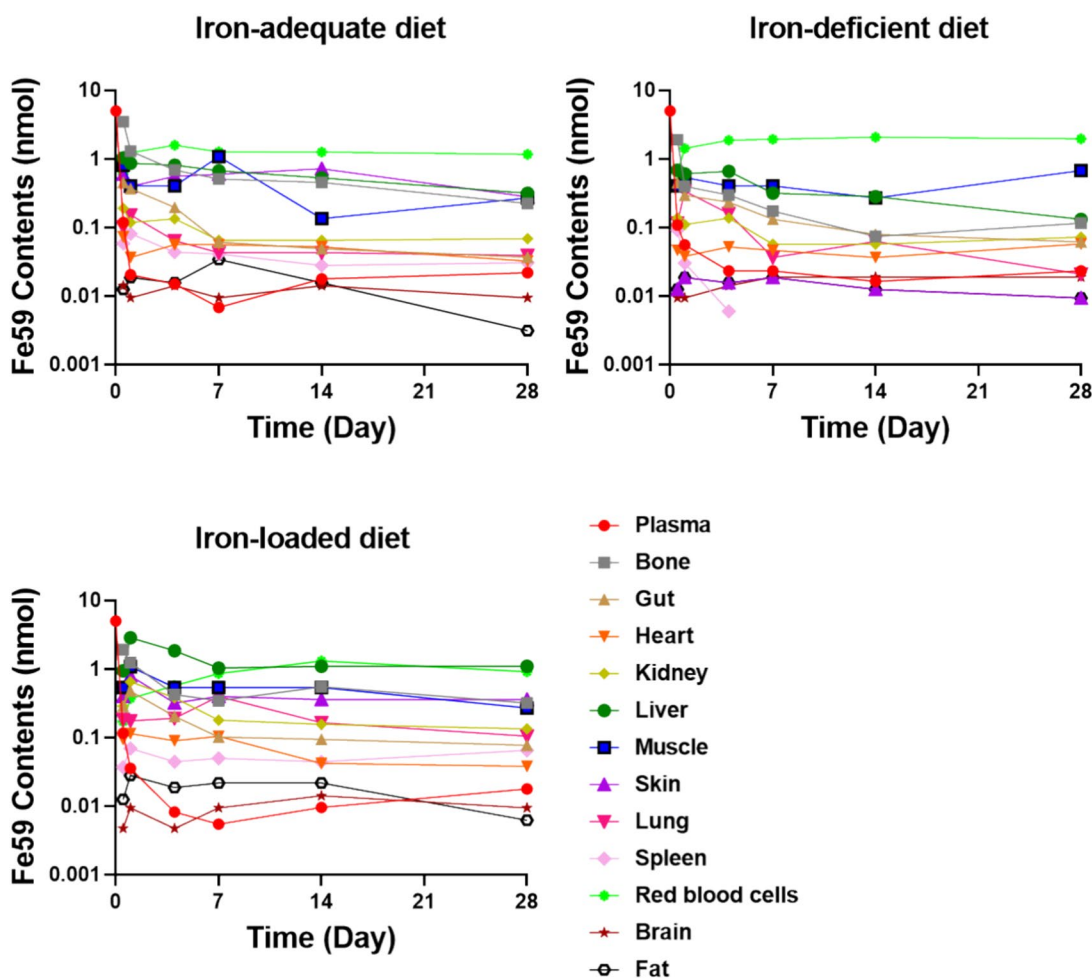 Iron-adequate diet
Fe59 Contents (nmol)
10
1
0.1
0.01
0.001
0 7 14 21 28
Time (Day)
Iron-deficient diet
Fe59 Contents (nmol)
10
1
0.1
0.01
0.001
0 7 14 21 28
Time (Day)
Iron-loaded diet
Fe59 Contents (nmol)
10
1
0.1
0.01
0.001
0 7 14 21 28
Time (Day)
Plasma
Bone
Gut
Heart
Kidney
Liver
Muscle
Skin
Lung
Spleen
Red blood cells
Brain
Fat